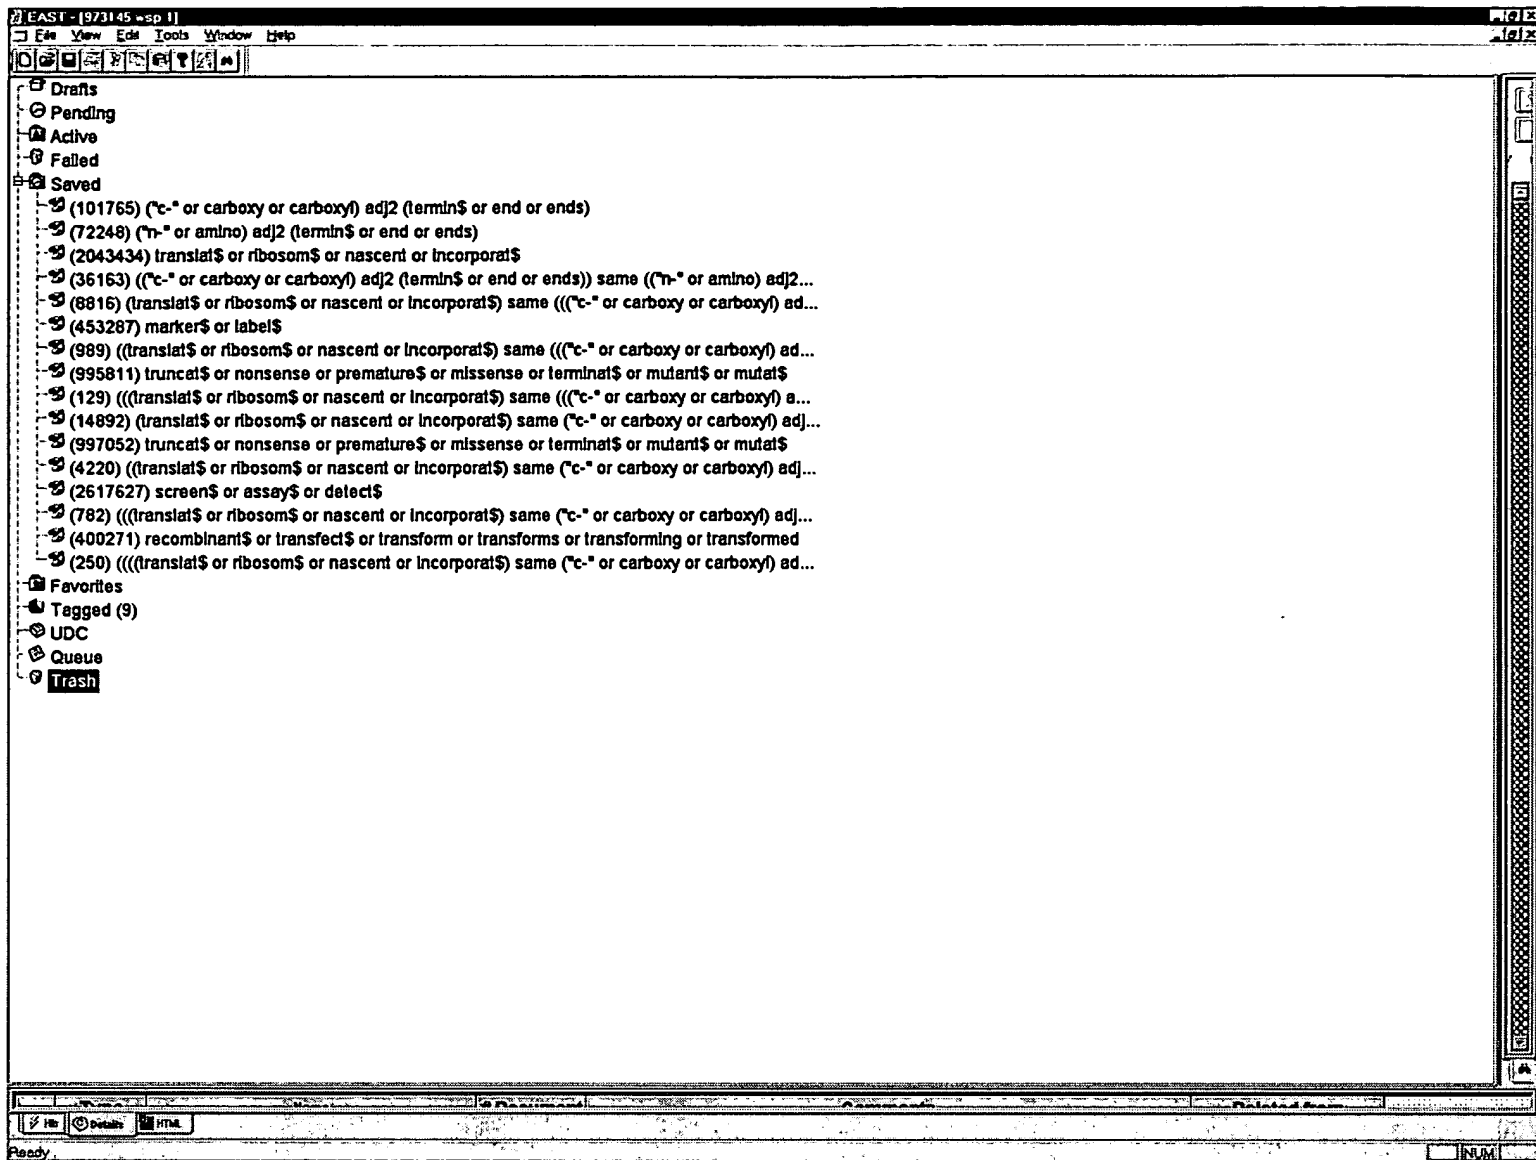 EAST - [973145 wsp 1]
File View Edit Tools Window Help
Drafts
Pending
Active
Failed
Saved
(101765) ("c-" or carboxy or carboxyl) adj2 (termin$ or end or ends)
(72248) ("n-" or amino) adj2 (termin$ or end or ends)
(2043434) translat$ or ribosom$ or nascent or incorporat$
(36163) (("c-" or carboxy or carboxyl) adj2 (termin$ or end or ends)) same (("n-" or amino) adj2...
(8816) (translat$ or ribosom$ or nascent or incorporat$) same ((("c-" or carboxy or carboxyl) ad...
(453287) marker$ or label$
(989) ((translat$ or ribosom$ or nascent or incorporat$) same ((("c-" or carboxy or carboxyl) ad...
(995811) truncat$ or nonsense or premature$ or missense or terminat$ or mutant$ or mutat$
(129) (((translat$ or ribosom$ or nascent or incorporat$) same ((("c-" or carboxy or carboxyl) a...
(14892) (translat$ or ribosom$ or nascent or incorporat$) same ("c-" or carboxy or carboxyl) adj...
(997052) truncat$ or nonsense or premature$ or missense or terminat$ or mutant$ or mutat$
(4220) ((translat$ or ribosom$ or nascent or incorporat$) same ("c-" or carboxy or carboxyl) adj...
(2617627) screen$ or assay$ or detect$
(782) (((translat$ or ribosom$ or nascent or incorporat$) same ("c-" or carboxy or carboxyl) adj...
(400271) recombinant$ or transfect$ or transform or transforms or transforming or transformed
(250) ((((translat$ or ribosom$ or nascent or incorporat$) same ("c-" or carboxy or carboxyl) ad...
Favorites
Tagged (9)
UDC
Queue
Trash
Details HTML
Ready
NUM